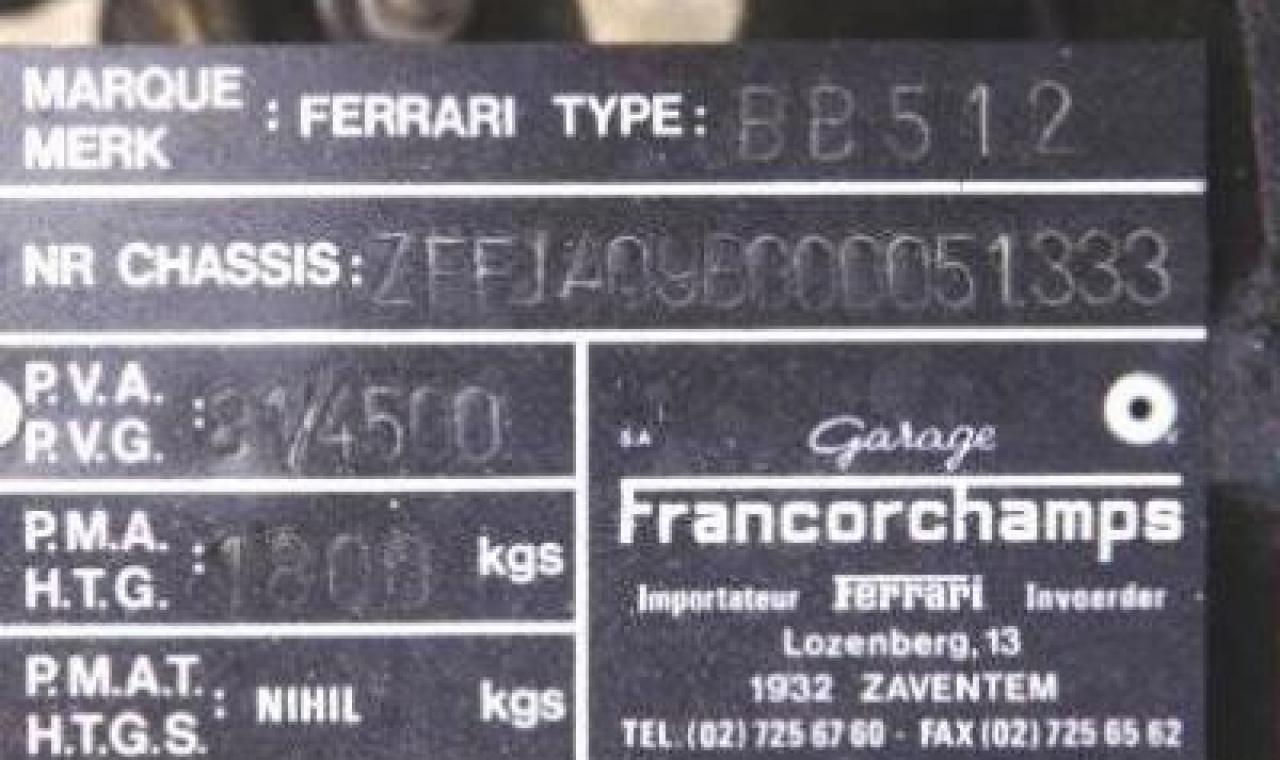 MARQUE
MERK
: FERRARI TYPE: BB512
NR CHASSIS: ZFFJA09B000051333
P.V.A.
P.V.G.
: 81/4500
P.M.A.
H.T.G.
: 1800 kgs
P.M.A.T.
H.T.G.S.
: NIHIL kgs
SA Garage
Francorchamps
Importateur Ferrari Invoerder
Lozenberg, 13
1932 ZAVENTEM
TEL. (02) 725 67 60 - FAX (02) 725 65 62